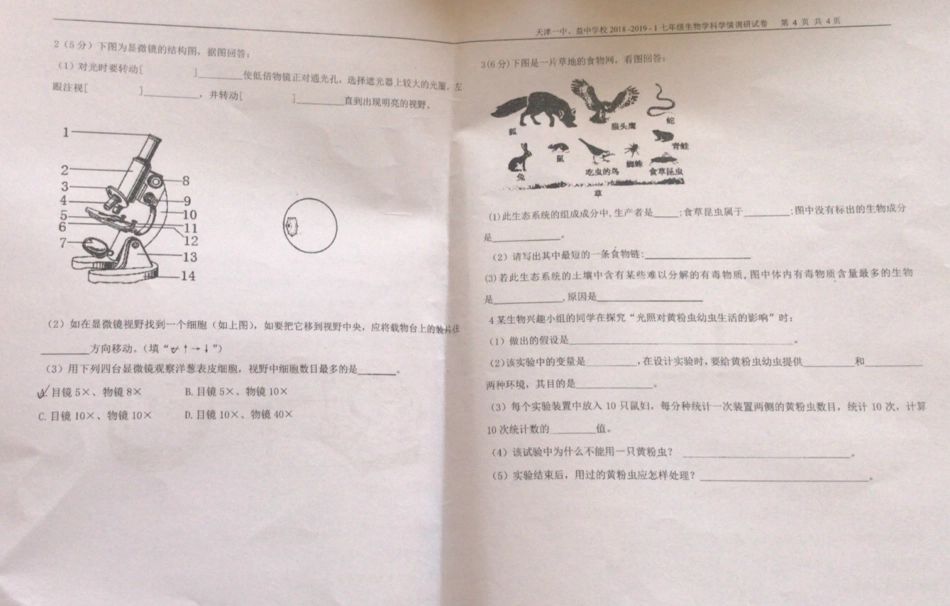 2(5分)下图为显微镜的结构图,据图回答:
(1)对光时要转动[ ]________使低倍物镜正对通光孔,选择遮光器上较大的光圈,左
眼注视[ ]________,并转动[ ]________直到出现明亮的视野。
1
2
3
4
5
6
7
8
9
10
11
12
13
14
(2)如在显微镜视野找到一个细胞(如上图),如要把它移到视野中央,应将载物台上的装片往
________方向移动。(填“← ↑ → ↓”)
(3)用下列四台显微镜观察洋葱表皮细胞,视野中细胞数目最多的是________。
目镜5×、物镜8× B.目镜5×、物镜10×
C.目镜10×、物镜10× D.目镜10×、物镜40×
天津一中、益中学校2018-2019-1七年级生物学科学情调研试卷 第 4 页 共 4 页
3(6分)下图是一片草地的食物网,看图回答:
狐
猫头鹰
蛇
青蛙
兔
鼠
吃虫的鸟
蜘蛛
食草昆虫
草
(1)此生态系统的组成成分中,生产者是____;食草昆虫属于________;图中没有标出的生物成分
是__________。
(2)请写出其中最短的一条食物链:______________
(3)若此生态系统的土壤中含有某些难以分解的有毒物质,图中体内有毒物质含量最多的生物
是__________,原因是______________
4某生物兴趣小组的同学在探究“光照对黄粉虫幼虫生活的影响”时:
(1)做出的假设是______________________________。
(2)该实验中的变量是________,在设计实验时,要给黄粉虫幼虫提供________和________
两种环境,其目的是__________。
(3)每个实验装置中放入10只鼠妇,每分种统计一次装置两侧的黄粉虫数目,统计10次,计算
10次统计数的______值。
(4)该试验中为什么不能用一只黄粉虫? ____________________。
(5)实验结束后,用过的黄粉虫应怎样处理?____________________。